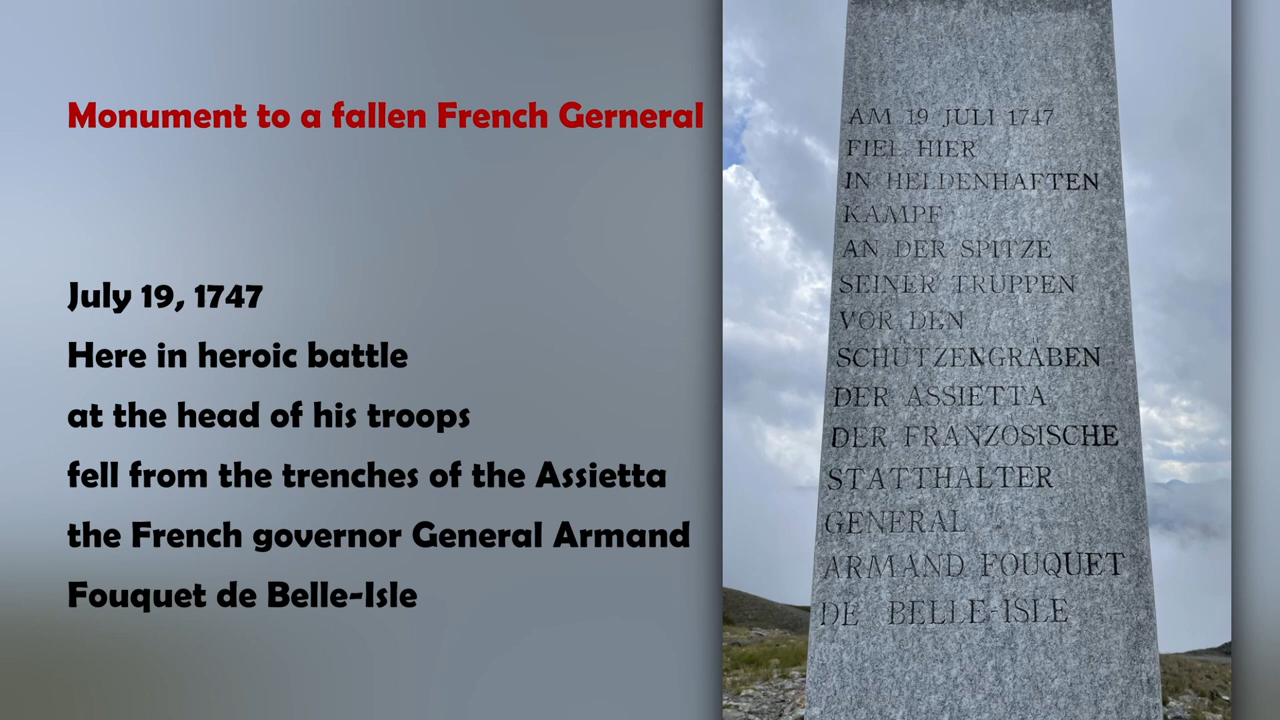 Monument to a fallen French Gerneral
July 19, 1747
Here in heroic battle
at the head of his troops
fell from the trenches of the Assietta
the French governor General Armand
Fouquet de Belle-Isle
AM 19 JULI 1747
FIEL HIER
IN HELDENHAFTEN
KAMPF
AN DER SPITZE
SEINER TRUPPEN
VOR DEN
SCHÜTZENGRÄBEN
DER ASSIETTA
DER FRANZOSISCHE
STATTHALTER
GENERAL
ARMAND FOUQUET
DE BELLE-ISLE